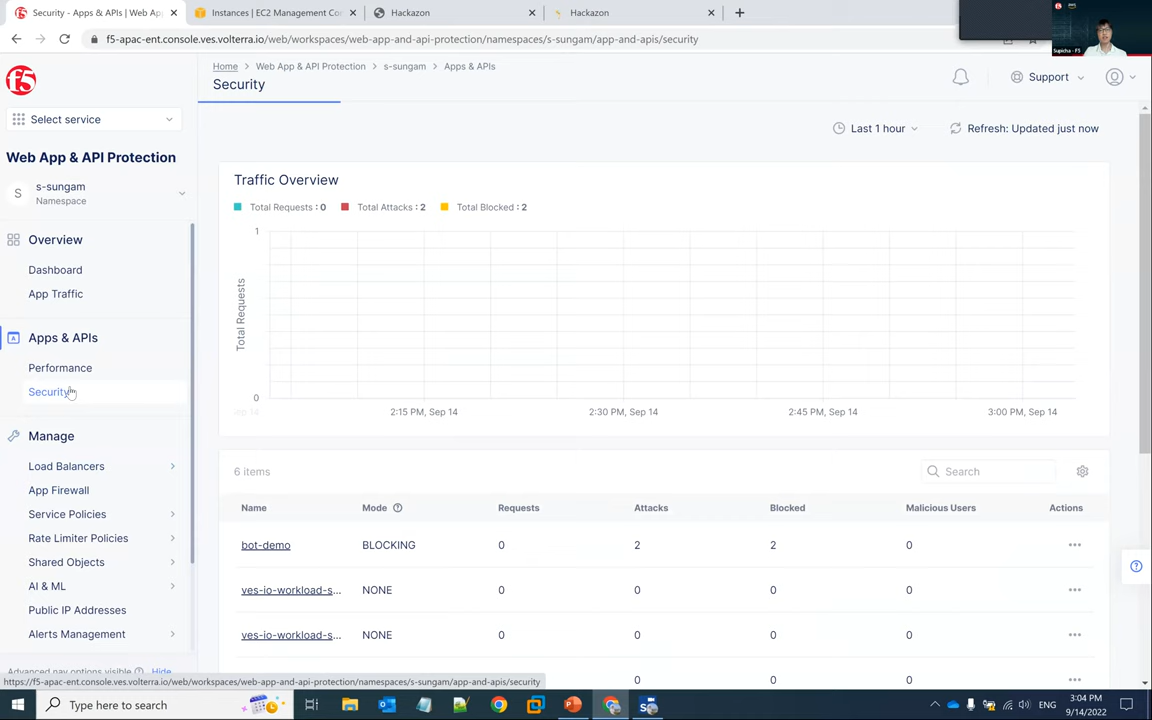 Security - Apps & APIs | Web Ap
Instances | EC2 Management Co
Hackazon
Hackazon
f5-apac-ent.console.ves.volterra.io/web/workspaces/web-app-and-api-protection/namespaces/s-sungam/app-and-apis/security
Supicha - F5
f5
Home > Web App & API Protection > s-sungam > Apps & APIs
Security
Support
Select service
Last 1 hour
Refresh: Updated just now
Web App & API Protection
S
s-sungam
Namespace
Overview
Dashboard
App Traffic
Apps & APIs
Performance
Security
Manage
Load Balancers
App Firewall
Service Policies
Rate Limiter Policies
Shared Objects
AI & ML
Public IP Addresses
Alerts Management
Advanced nav options visible Hide
Traffic Overview
Total Requests : 0 Total Attacks : 2 Total Blocked : 2
1
Total Requests
0
2:15 PM, Sep 14 2:30 PM, Sep 14 2:45 PM, Sep 14 3:00 PM, Sep 14
6 items
Search
Name Mode Requests Attacks Blocked Malicious Users Actions
bot-demo BLOCKING 0 2 2 0 ...
ves-io-workload-s... NONE 0 0 0 0 ...
ves-io-workload-s... NONE 0 0 0 0 ...
0 0 0
https://f5-apac-ent.console.ves.volterra.io/web/workspaces/web-app-and-api-protection/namespaces/s-sungam/app-and-apis/security
Type here to search
ENG
3:04 PM
9/14/2022